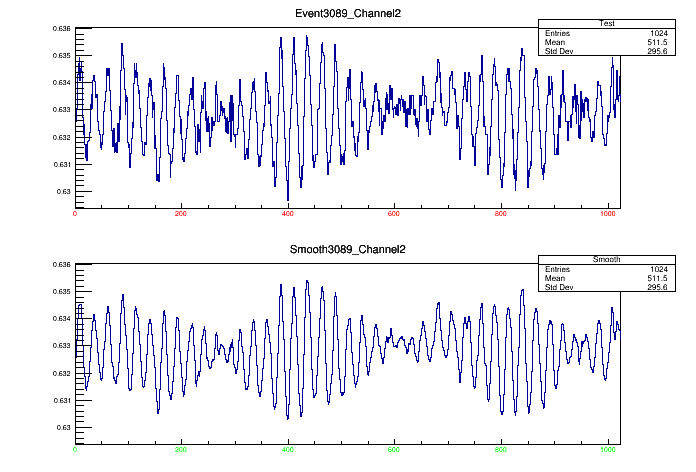 Event3089_Channel2
Test
Entries 1024
Mean 511.5
Std Dev 295.6
0.636
0.635
0.634
0.633
0.632
0.631
0.63
0 200 400 600 800 1000
Smooth3089_Channel2
Smooth
Entries 1024
Mean 511.5
Std Dev 295.6
0.636
0.635
0.634
0.633
0.632
0.631
0.63
0 200 400 600 800 1000